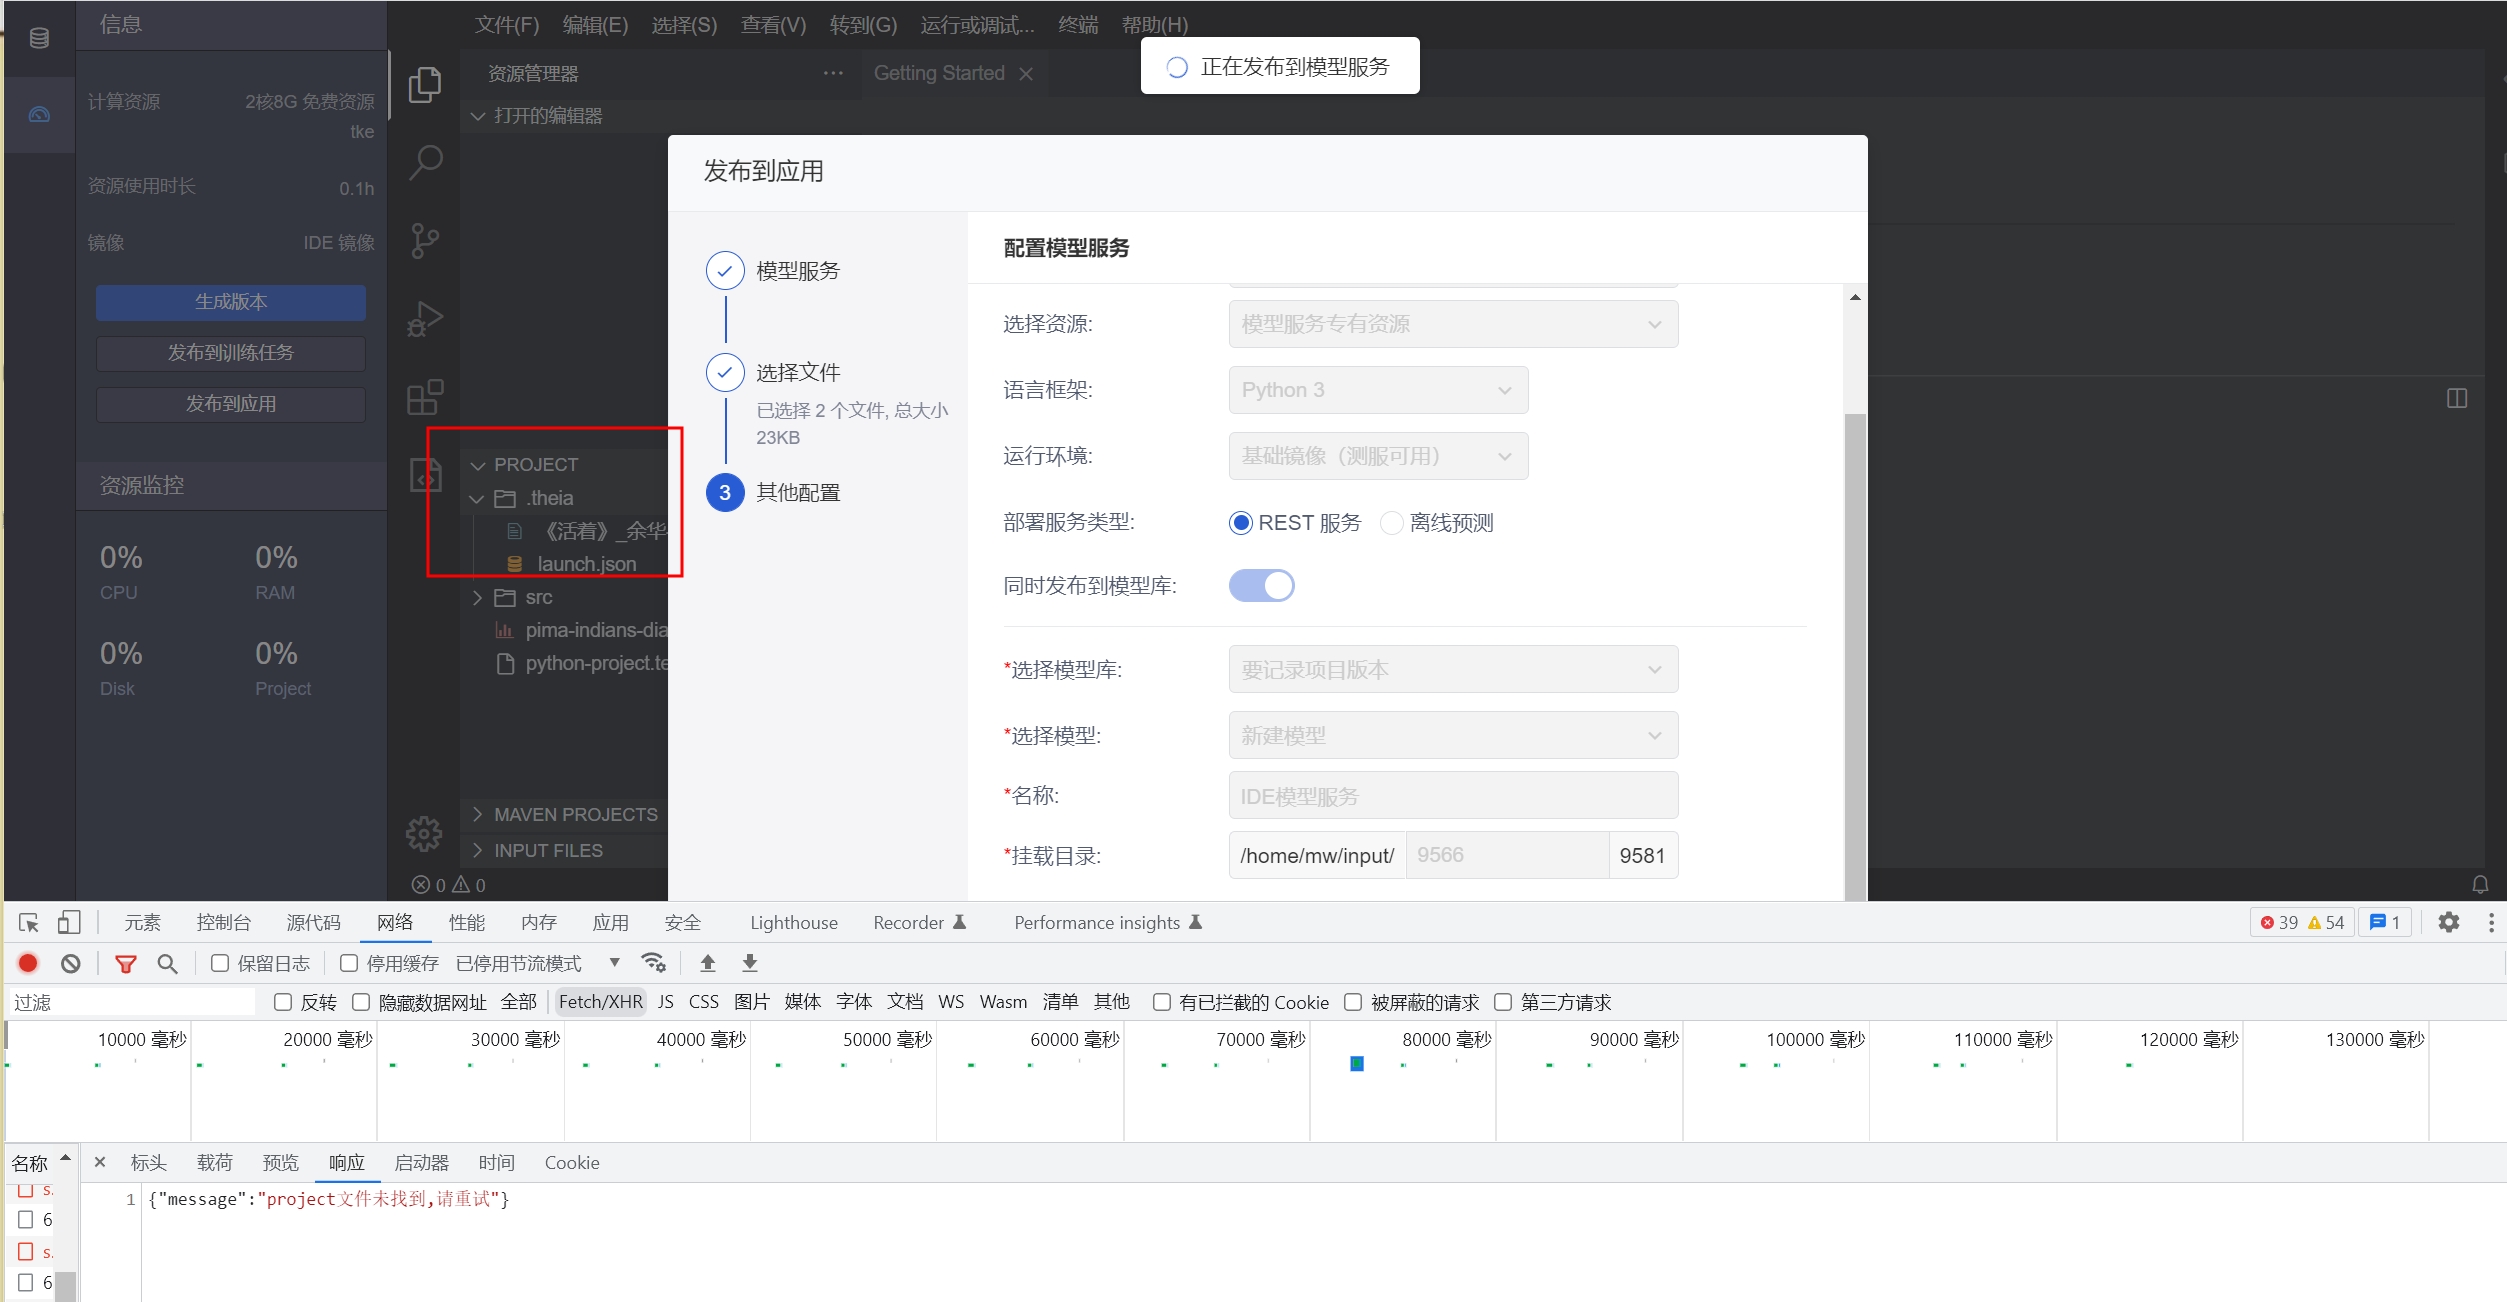 信息
计算资源
2核8G 免费资源
tke
资源使用时长
0.1h
镜像
IDE 镜像
生成版本
发布到训练任务
发布到应用
资源监控
0%
0%
CPU
RAM
0%
0%
Disk
Project
文件(F) 编辑(E) 选择(S) 查看(V) 转到(G) 运行或调试... 终端 帮助(H)
资源管理器
···
Getting Started
打开的编辑器
正在发布到模型服务
PROJECT
.theia
《活着》_余华
launch.json
src
pima-indians-dia
python-project.te
MAVEN PROJECTS
INPUT FILES
0
0
发布到应用
模型服务
选择文件
已选择 2 个文件, 总大小
23KB
3
其他配置
配置模型服务
选择资源:
模型服务专有资源
语言框架:
Python 3
运行环境:
基础镜像（测服可用）
部署服务类型:
REST 服务
离线预测
同时发布到模型库:
*选择模型库:
要记录项目版本
*选择模型:
新建模型
*名称:
IDE模型服务
*挂载目录:
/home/mw/input/
9566
9581
元素 控制台 源代码 网络 性能 内存 应用 安全 Lighthouse Recorder Performance insights
39 54 1
保留日志 停用缓存 已停用节流模式
过滤
反转 隐藏数据网址 全部 Fetch/XHR JS CSS 图片 媒体 字体 文档 WS Wasm 清单 其他 有已拦截的 Cookie 被屏蔽的请求 第三方请求
10000 毫秒 20000 毫秒 30000 毫秒 40000 毫秒 50000 毫秒 60000 毫秒 70000 毫秒 80000 毫秒 90000 毫秒 100000 毫秒 110000 毫秒 120000 毫秒 130000 毫秒
名称
标头 载荷 预览 响应 启动器 时间 Cookie
s.
6
s.
6
1
{"message":"project文件未找到,请重试"}